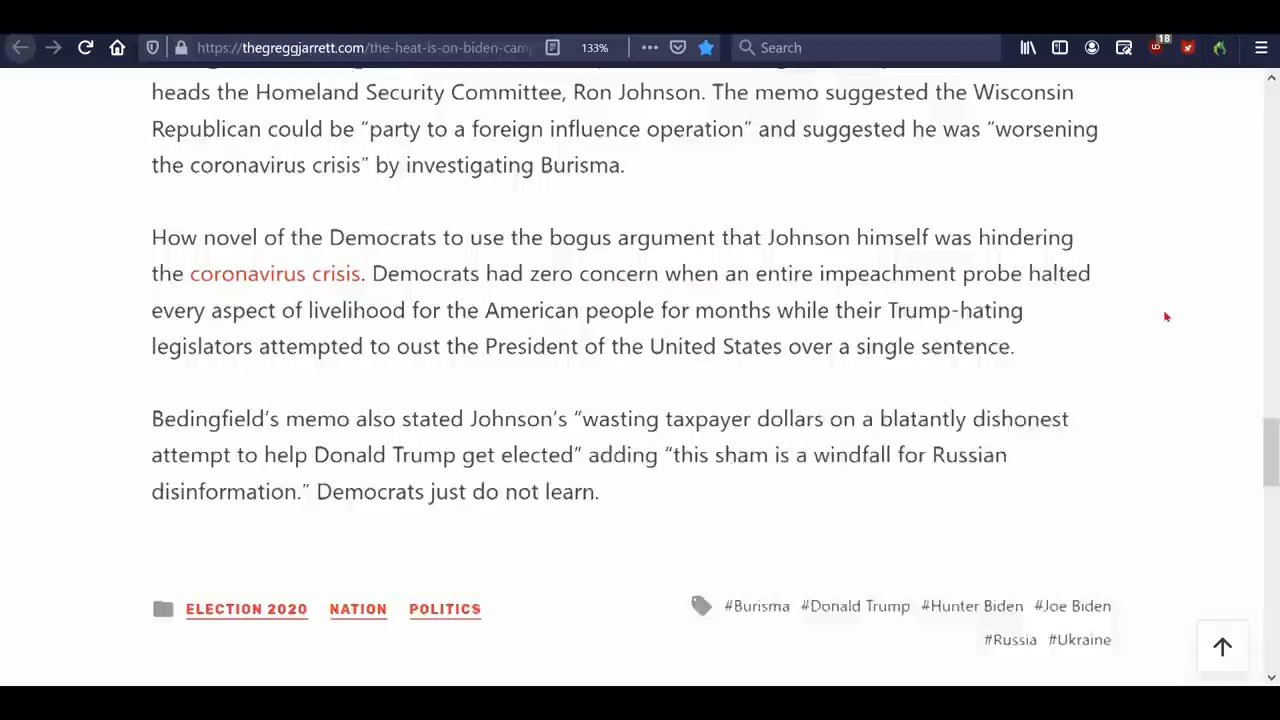 https://thegreggjarrett.com/the-heat-is-on-biden-cam
133%
Search
18
heads the Homeland Security Committee, Ron Johnson. The memo suggested the Wisconsin
Republican could be “party to a foreign influence operation” and suggested he was “worsening
the coronavirus crisis” by investigating Burisma.
How novel of the Democrats to use the bogus argument that Johnson himself was hindering
the coronavirus crisis. Democrats had zero concern when an entire impeachment probe halted
every aspect of livelihood for the American people for months while their Trump-hating
legislators attempted to oust the President of the United States over a single sentence.
Bedingfield’s memo also stated Johnson’s “wasting taxpayer dollars on a blatantly dishonest
attempt to help Donald Trump get elected” adding “this sham is a windfall for Russian
disinformation.” Democrats just do not learn.
ELECTION 2020 NATION POLITICS
#Burisma #Donald Trump #Hunter Biden #Joe Biden
#Russia #Ukraine